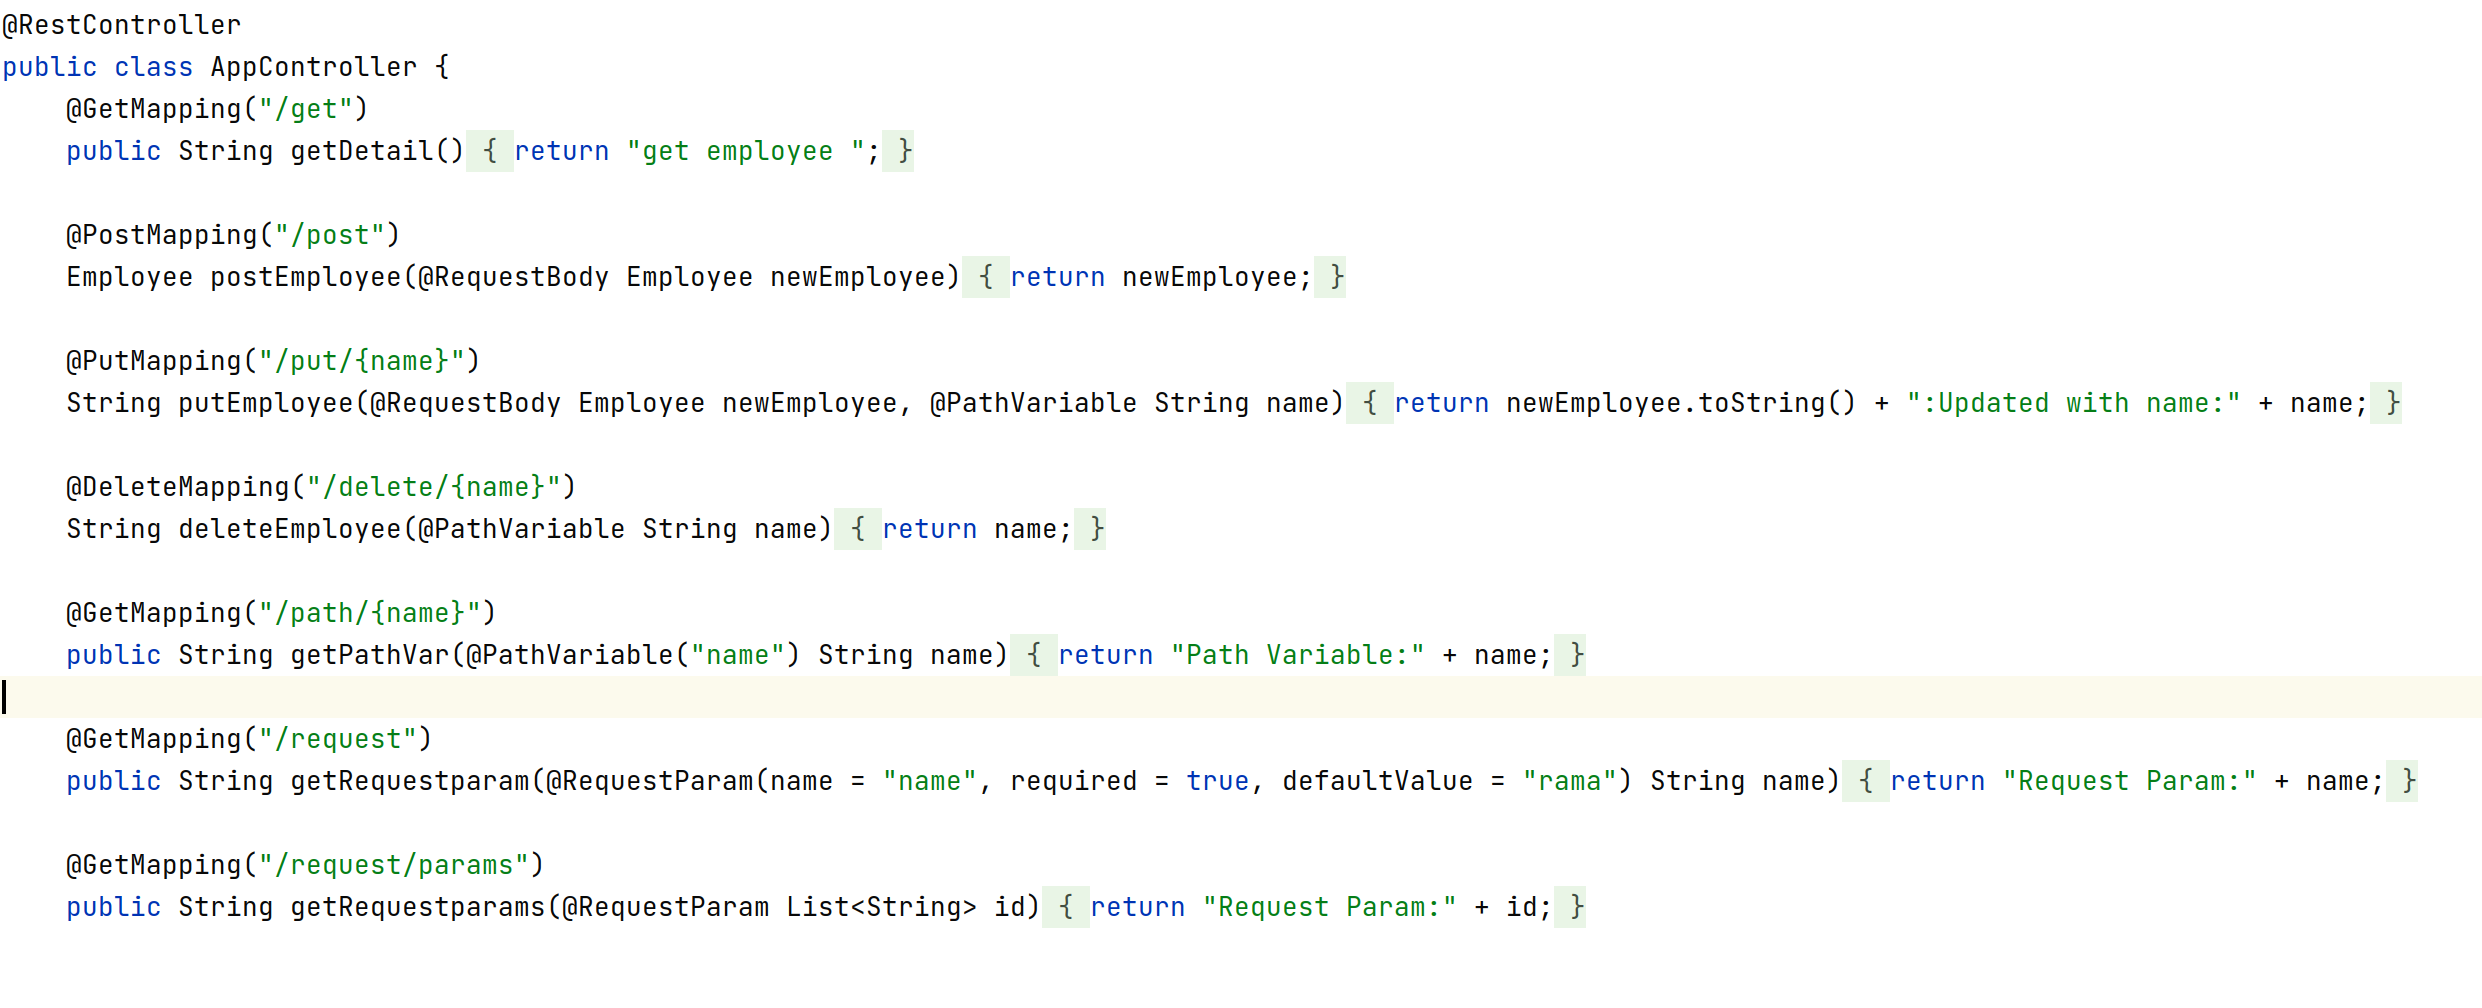 @RestController
public class AppController {
@GetMapping("/get")
public String getDetail() { return "get employee "; }
@PostMapping("/post")
Employee postEmployee(@RequestBody Employee newEmployee) { return newEmployee; }
@PutMapping("/put/{name}")
String putEmployee(@RequestBody Employee newEmployee, @PathVariable String name) { return newEmployee.toString() + ":Updated with name:" + name; }
@DeleteMapping("/delete/{name}")
String deleteEmployee(@PathVariable String name) { return name; }
@GetMapping("/path/{name}")
public String getPathVar(@PathVariable("name") String name) { return "Path Variable:" + name; }
@GetMapping("/request")
public String getRequestparam(@RequestParam(name = "name", required = true, defaultValue = "rama") String name) { return "Request Param:" + name; }
@GetMapping("/request/params")
public String getRequestparams(@RequestParam List<String> id) { return "Request Param:" + id; }